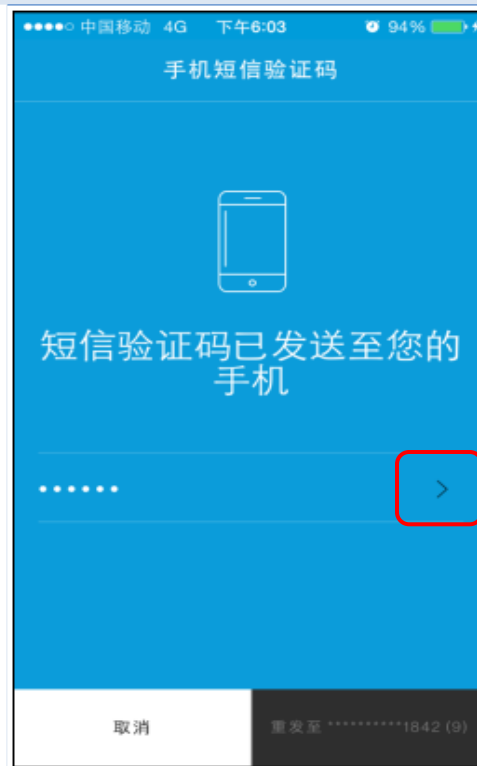 中国移动 4G 下午6:03 94%
手机短信验证码
短信验证码已发送至您的
手机
••••••
取消 重发至 **********1842 (9)